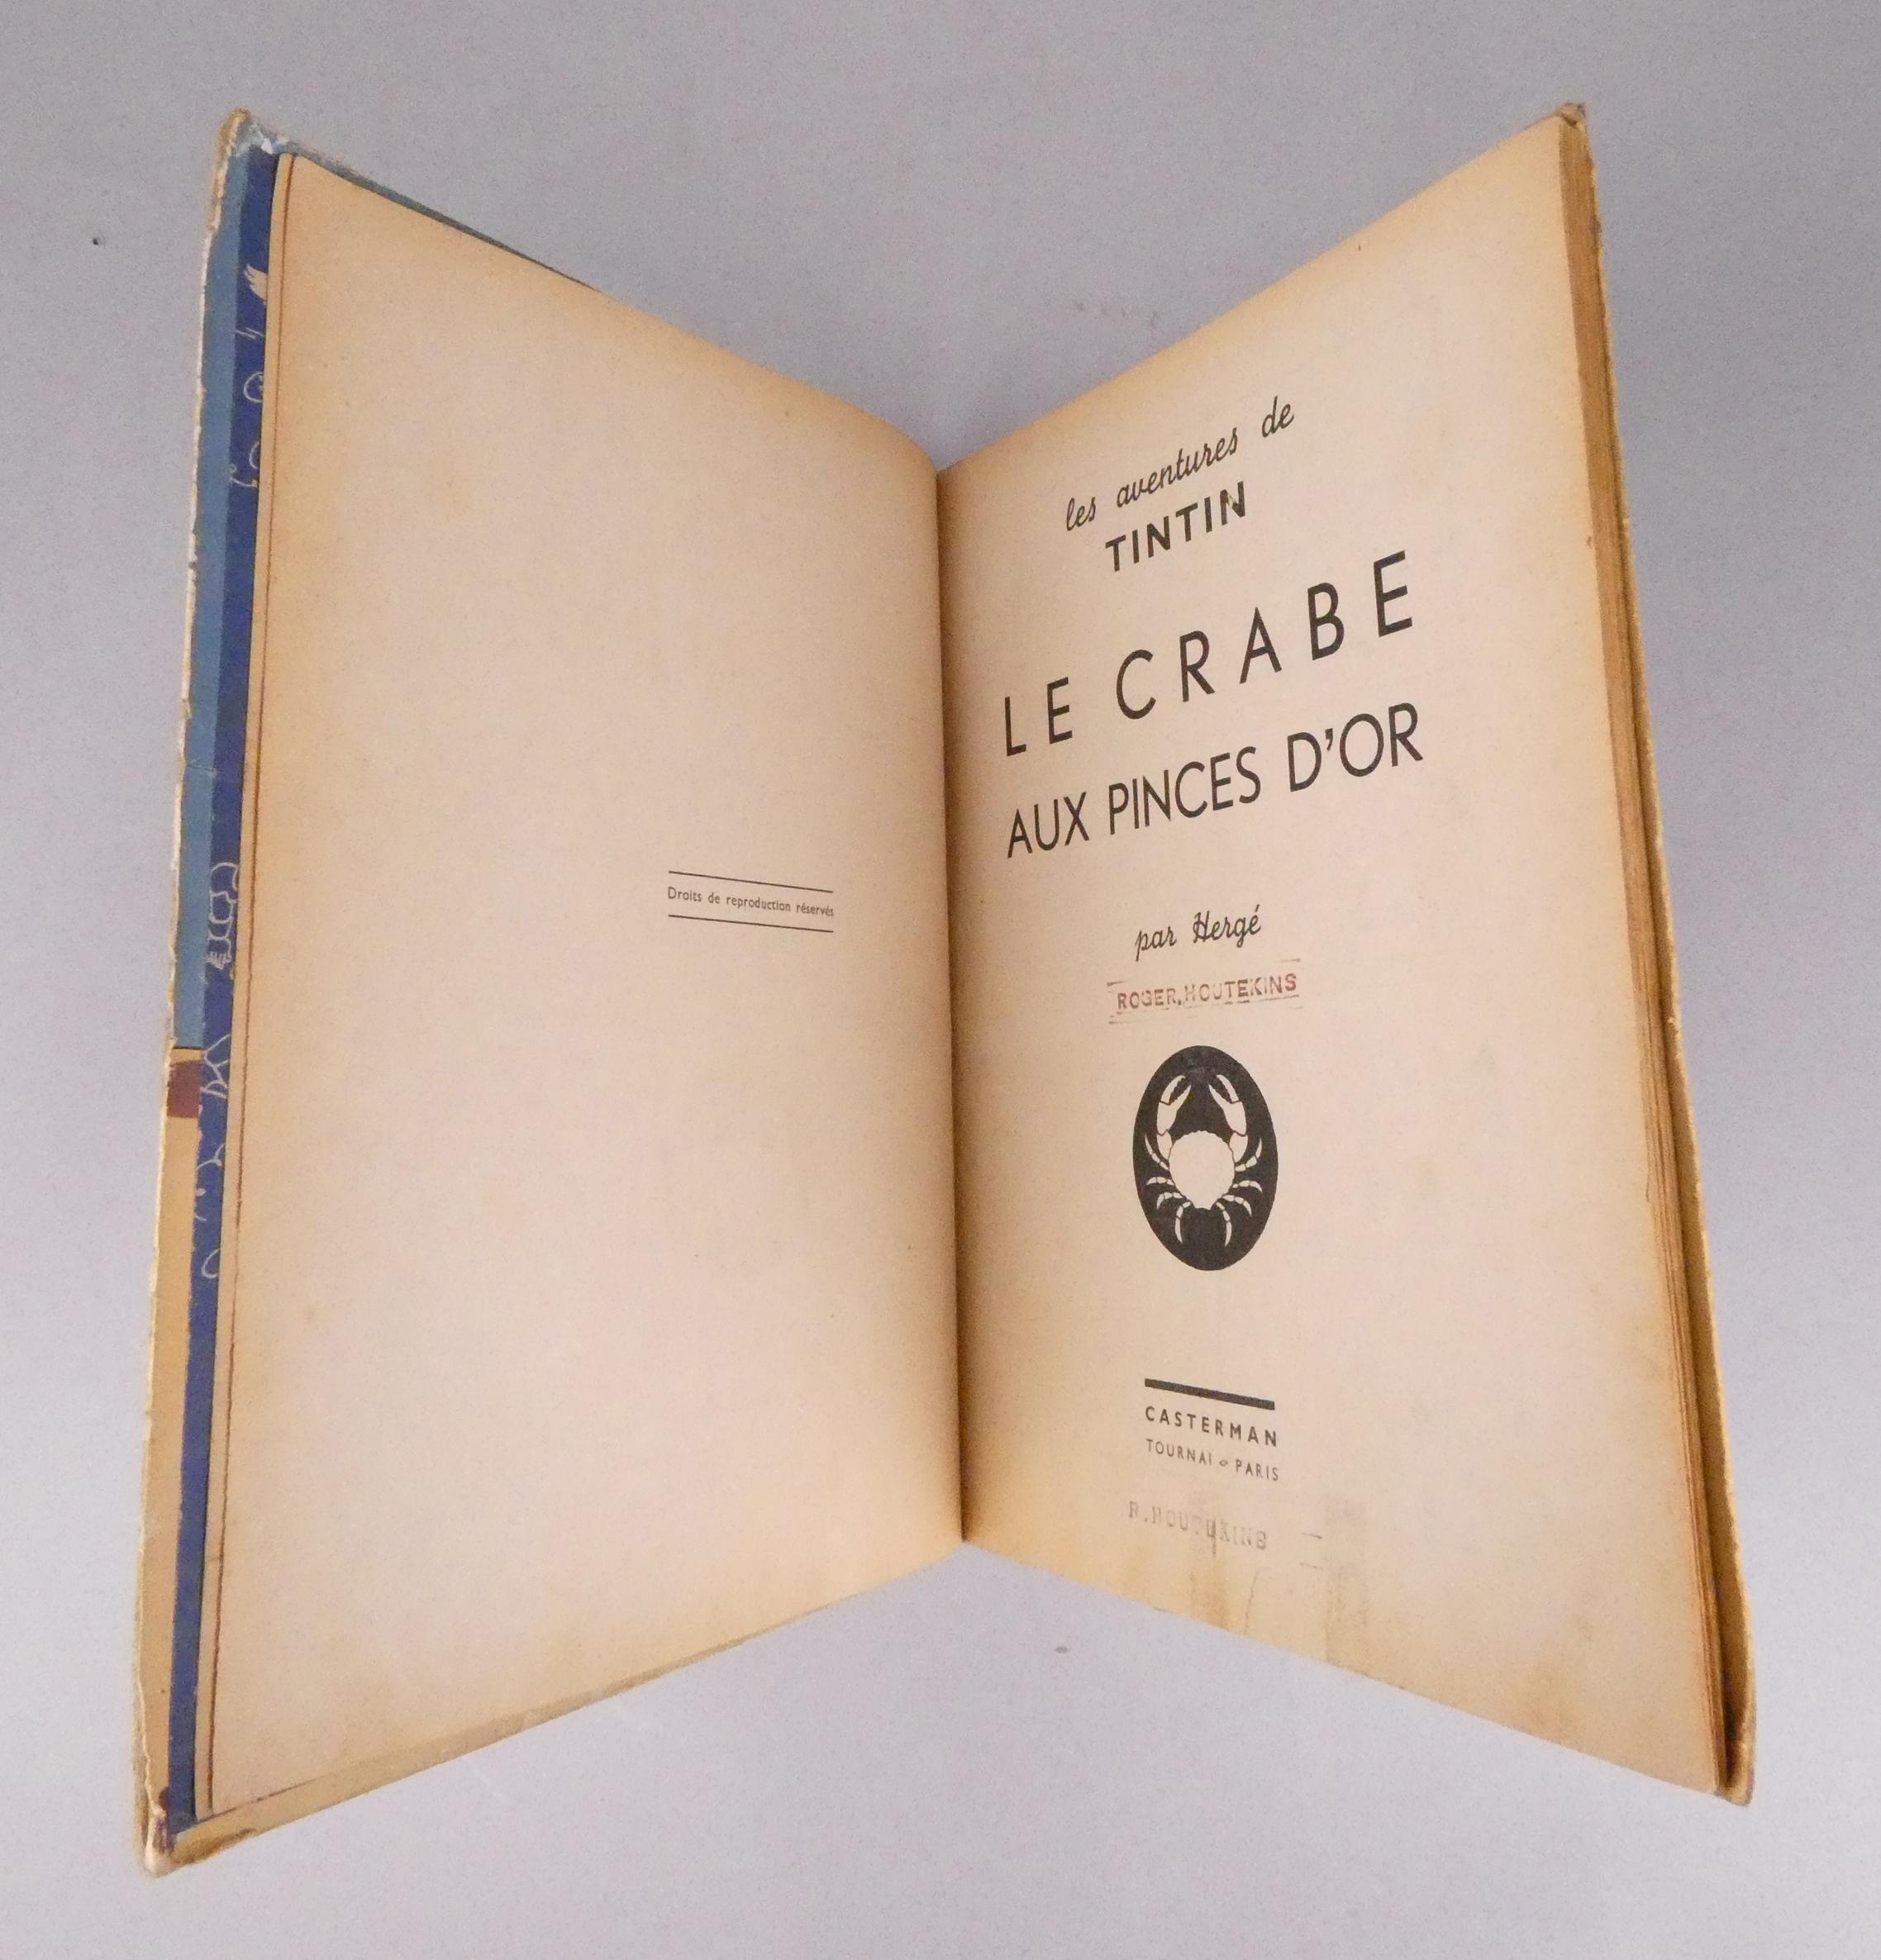 Droits de reproduction réservés
les aventures de
TINTIN
LE CRABE
AUX PINCES D'OR
par Hergé
ROGER.HOUTEKINS
CASTERMAN
TOURNAI PARIS
R.HOUTEKINS